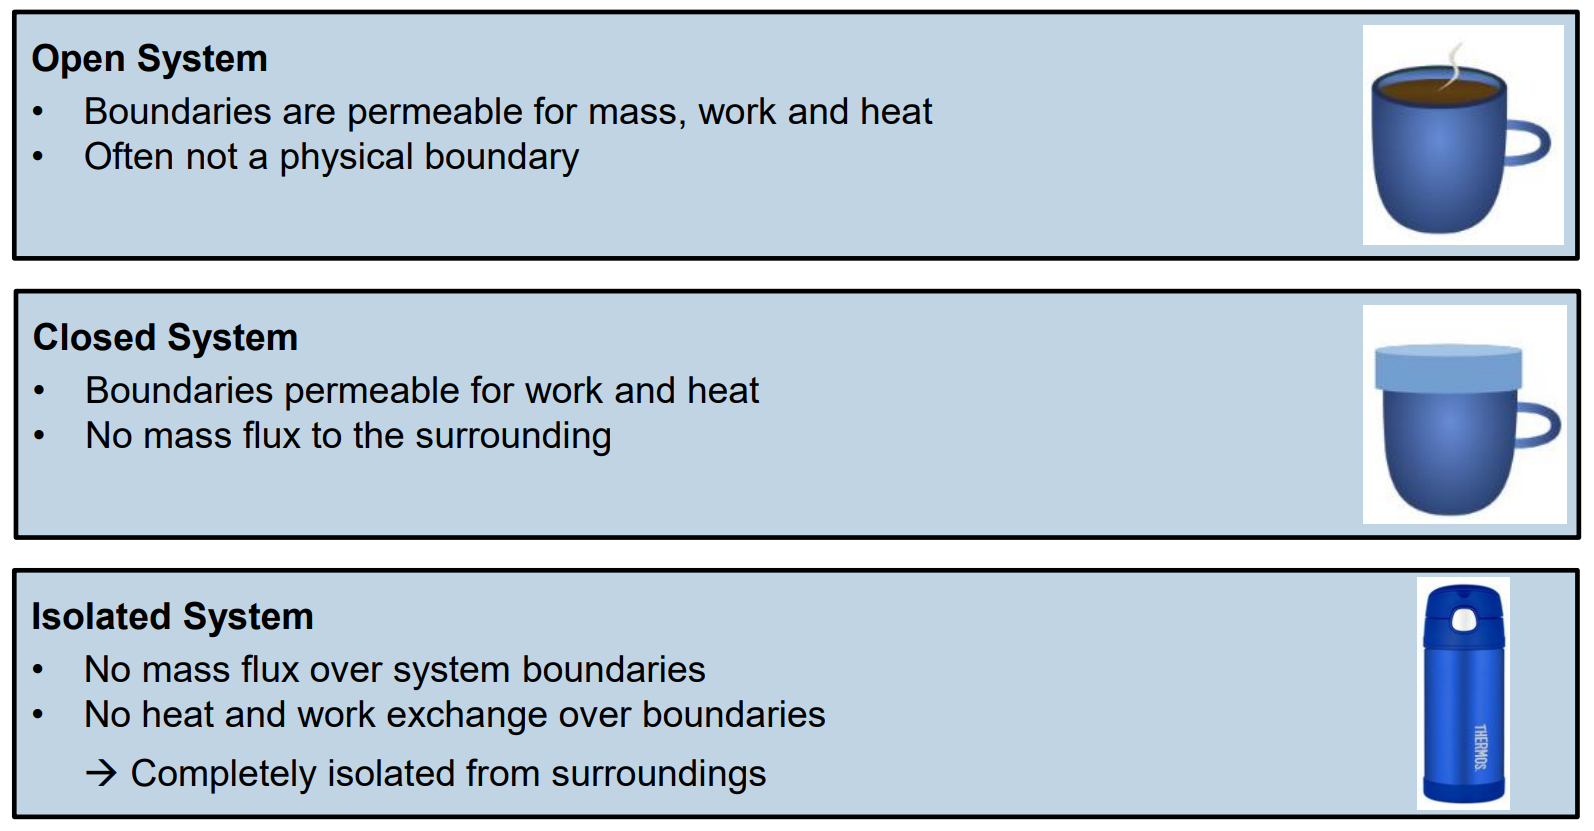 Open System
• Boundaries are permeable for mass, work and heat
• Often not a physical boundary
Closed System
• Boundaries permeable for work and heat
• No mass flux to the surrounding
Isolated System
• No mass flux over system boundaries
• No heat and work exchange over boundaries
→ Completely isolated from surroundings
THERMOS.